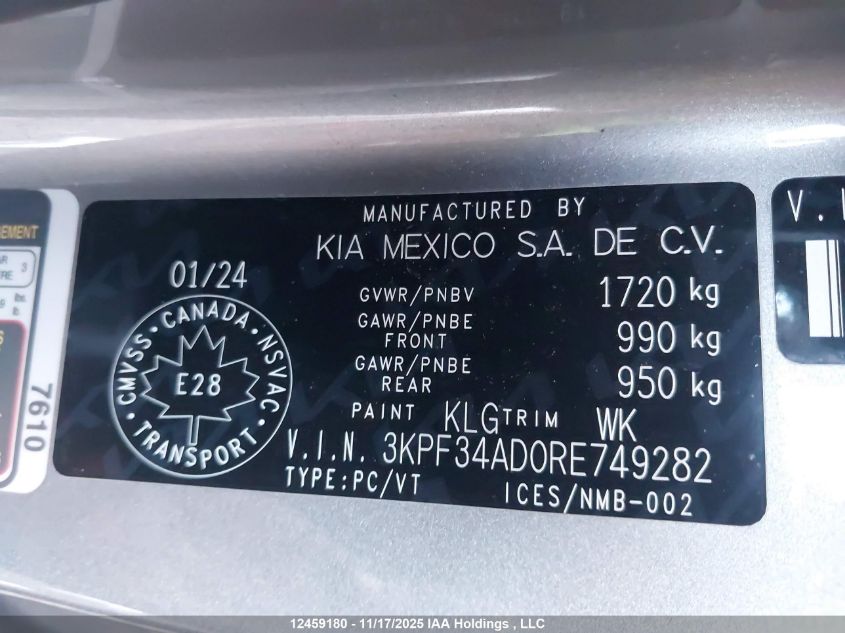 MANUFACTURED BY
KIA MEXICO S.A. DE C.V.
01/24
GVWR/PNBV 1720 kg
GAWR/PNBE FRONT 990 kg
GAWR/PNBE REAR 950 kg
CMVSS · CANADA · NSVAC
E28
TRANSPORT
PAINT KLG TRIM WK
V.I.N. 3KPF34AD0RE749282
TYPE:PC/VT ICES/NMB-002
7610
12459180 - 11/17/2025 IAA Holdings , LLC